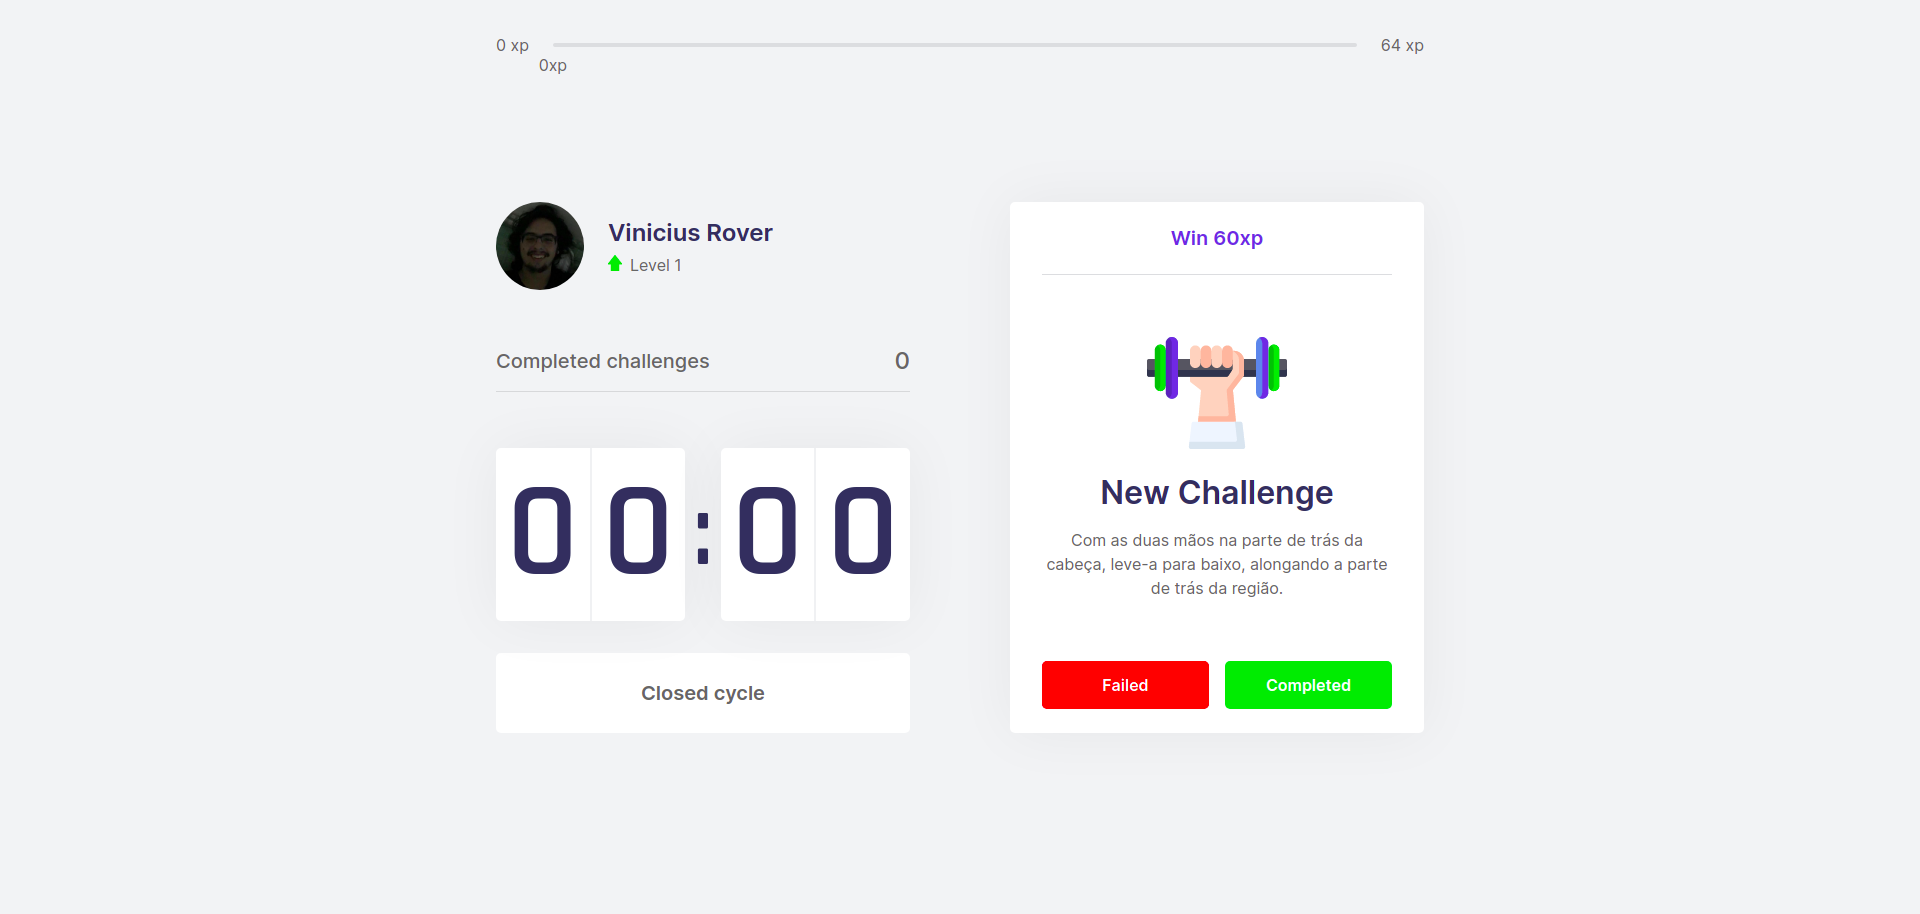 0 xp
64 xp
0xp
Vinicius Rover
Level 1
Completed challenges
0
00:00
Closed cycle
Win 60xp
New Challenge
Com as duas mãos na parte de trás da
cabeça, leve-a para baixo, alongando a parte
de trás da região.
Failed
Completed